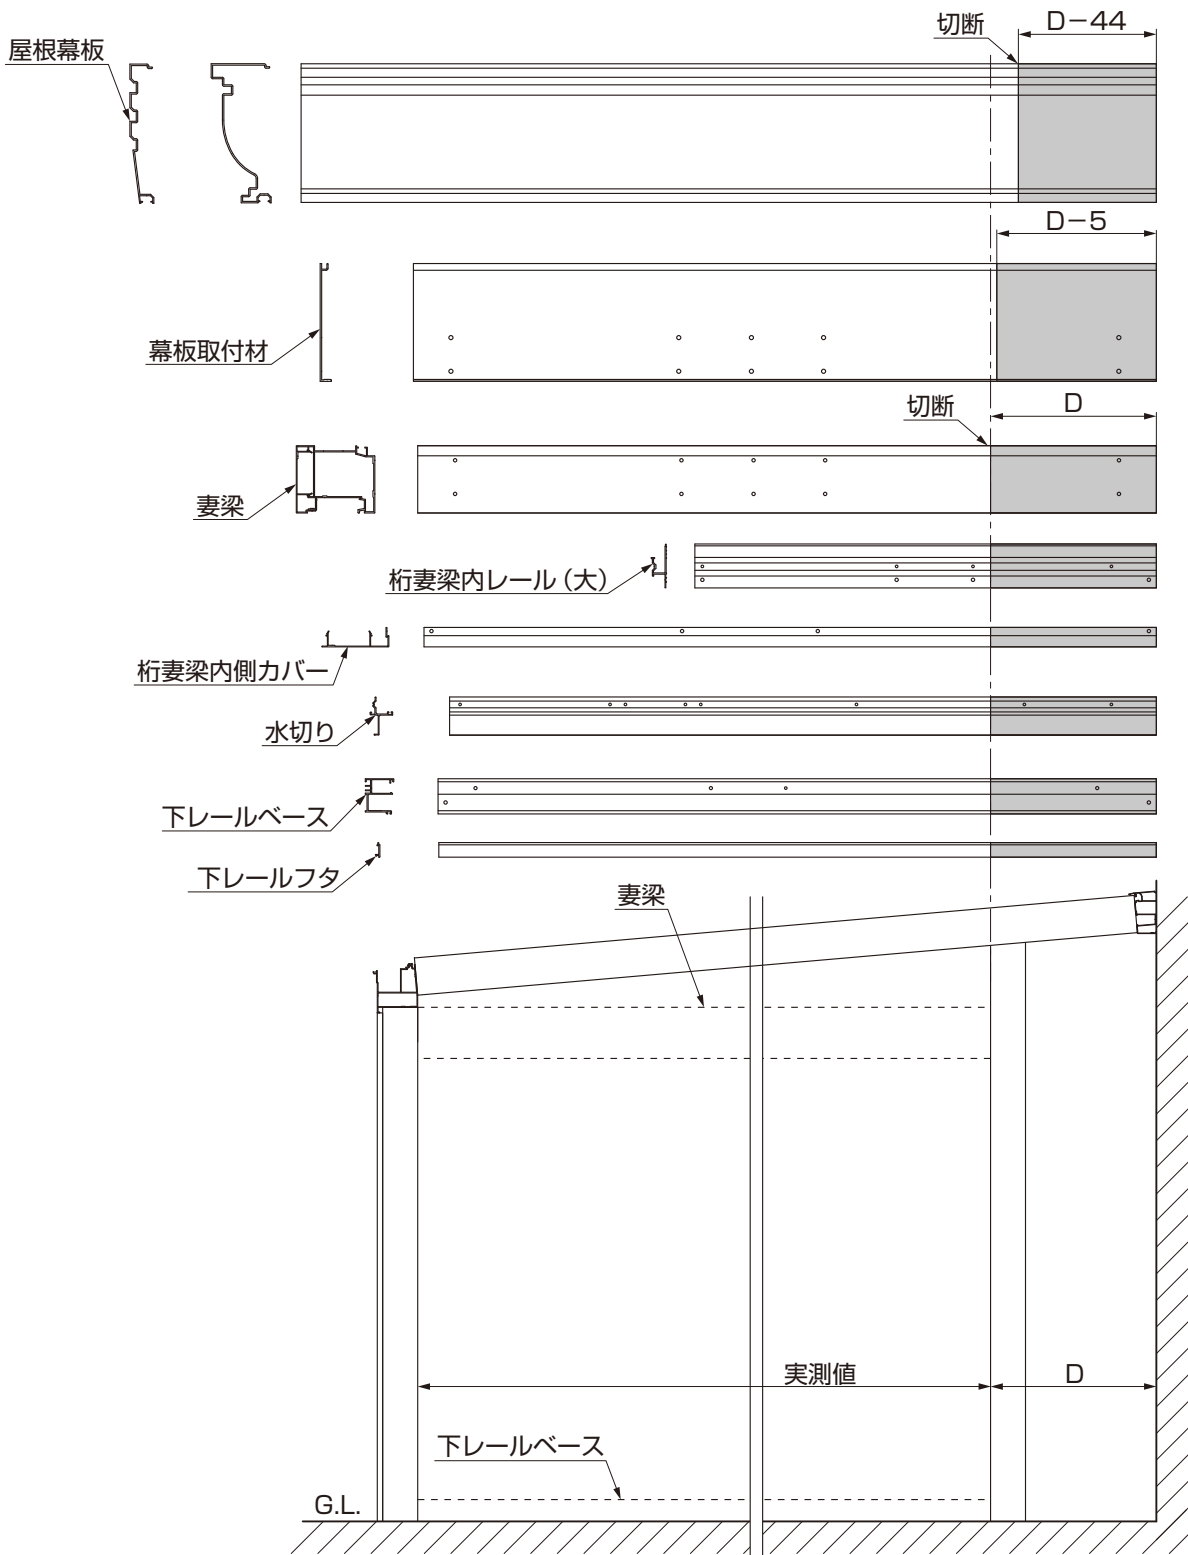 切断
D−44
屋根幕板
D−5
幕板取付材
切断
D
妻梁
桁妻梁内レール（大）
桁妻梁内側カバー
水切り
下レールベース
下レールフタ
妻梁
実測値
D
下レールベース
G.L.